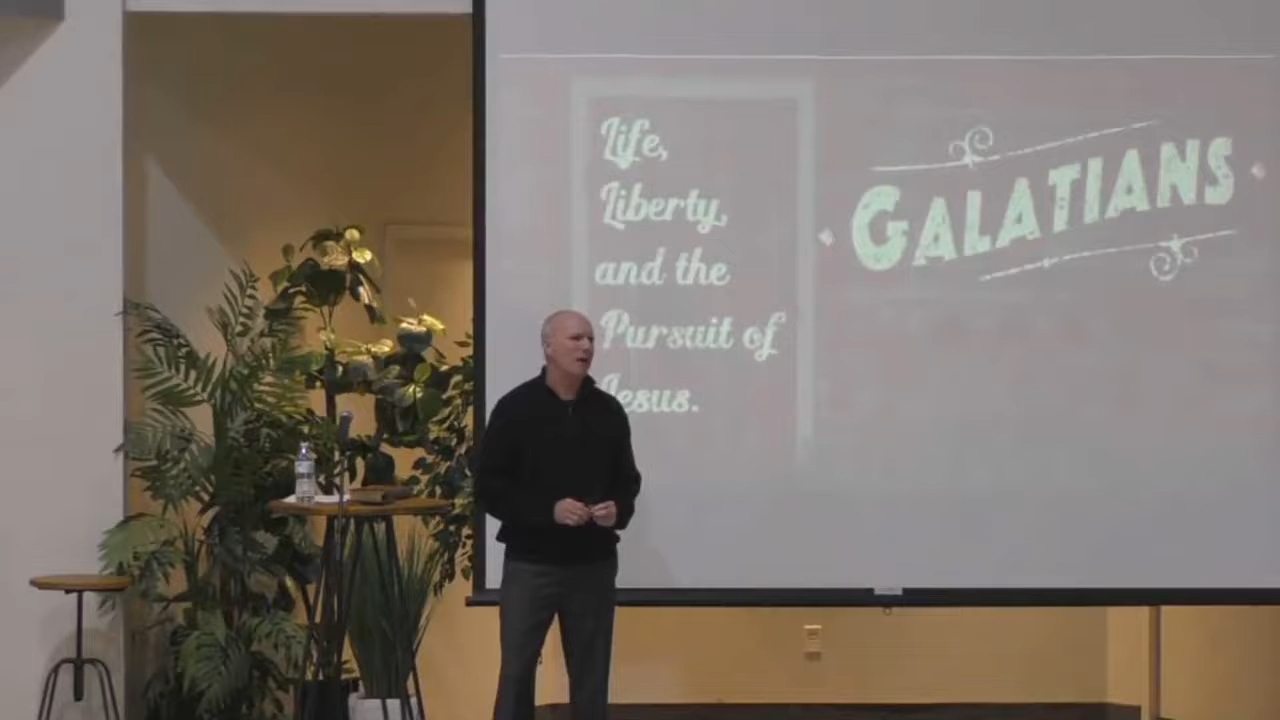 Life,
Liberty,
and the
Pursuit of
Jesus.
GALATIANS